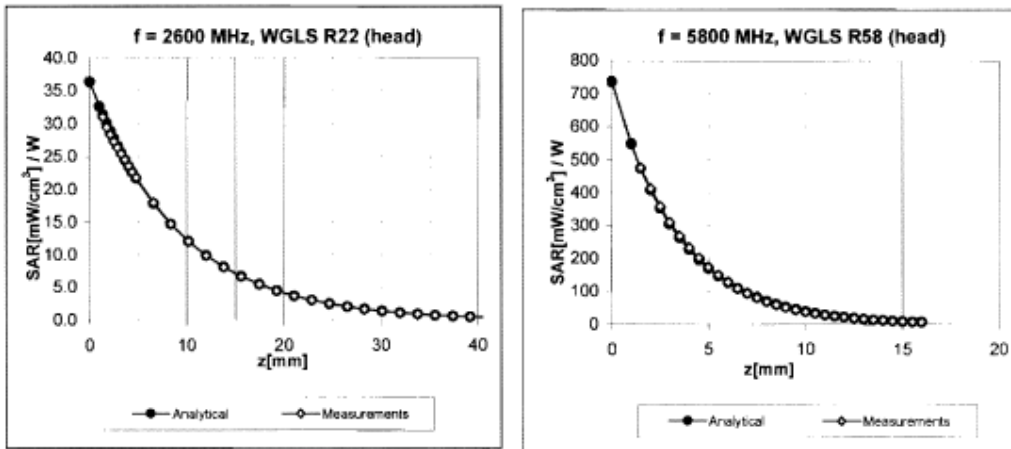 f = 2600 MHz, WGLS R22 (head)
40.0
35.0
30.0
25.0
20.0
15.0
10.0
5.0
0.0
SAR[mW/cm³] / W
0 10 20 30 40
z[mm]
Analytical Measurements
f = 5800 MHz, WGLS R58 (head)
800
700
600
500
400
300
200
100
0
SAR[mW/cm³] / W
0 5 10 15 20
z[mm]
Analytical Measurements